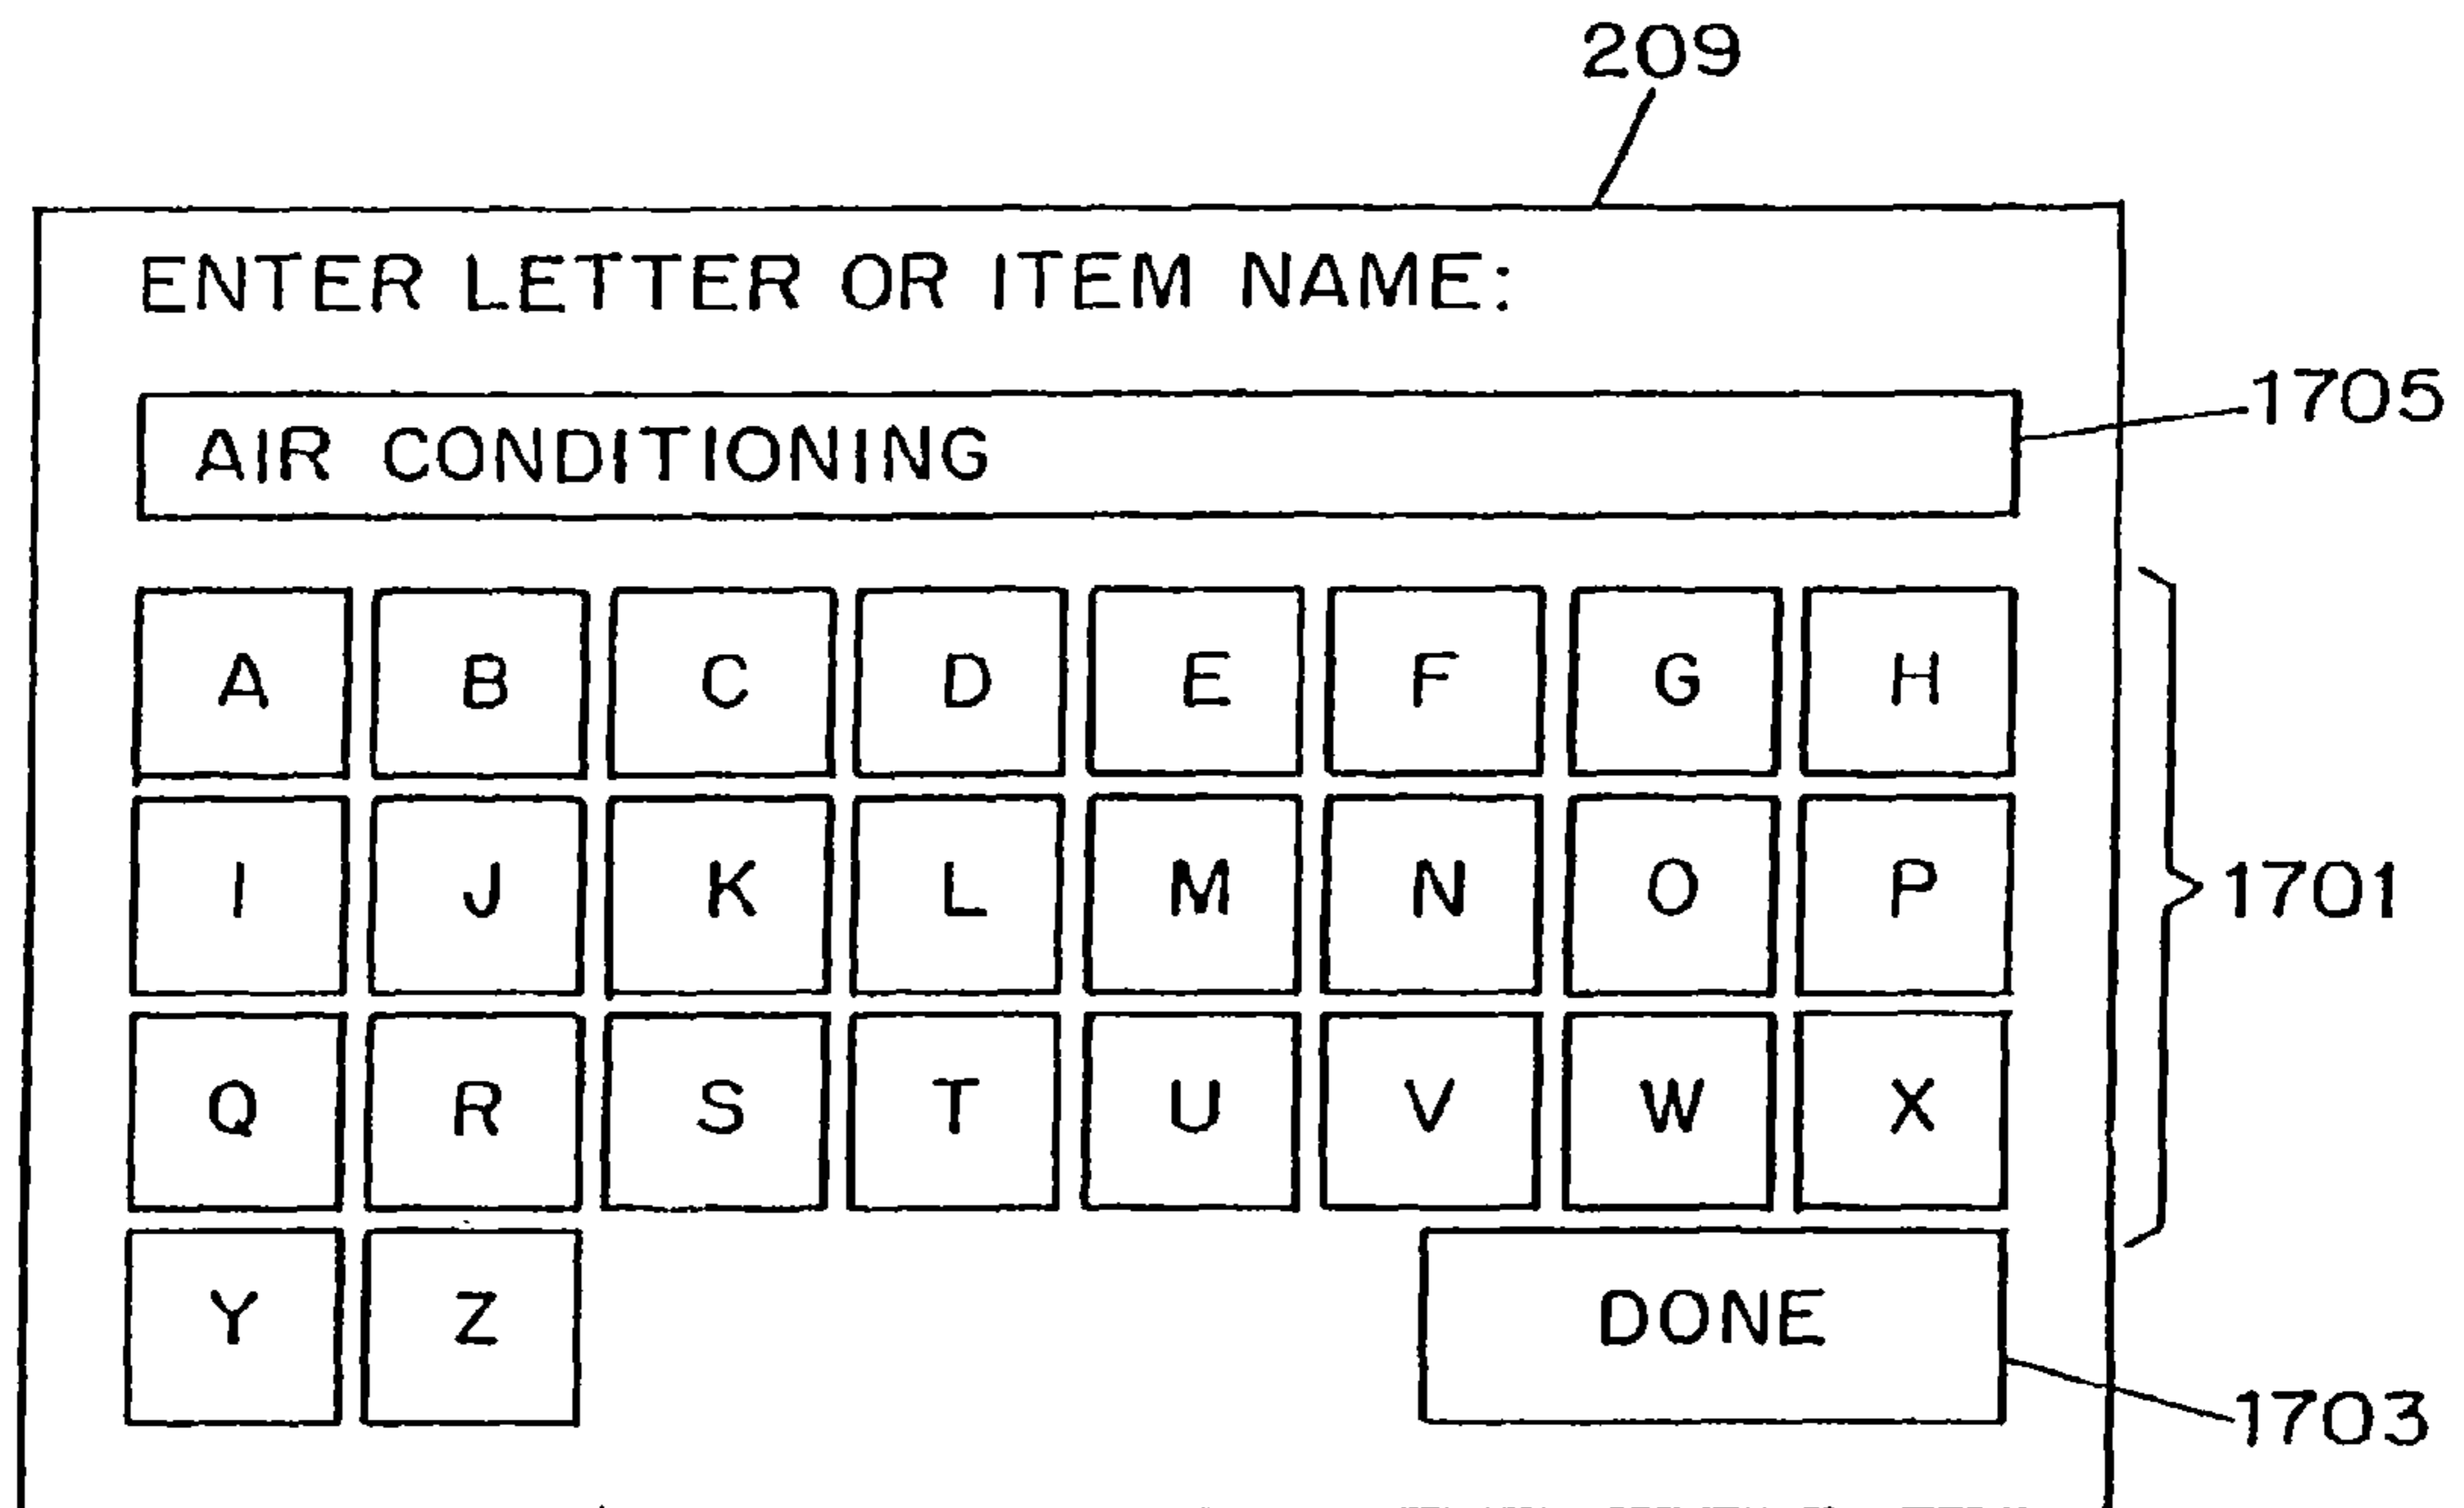 209
ENTER LETTER OR ITEM NAME:
1705
AIR CONDITIONING
A B C D E F G H
I J K L M N O P
1701
Q R S T U V W X
Y Z DONE
1703